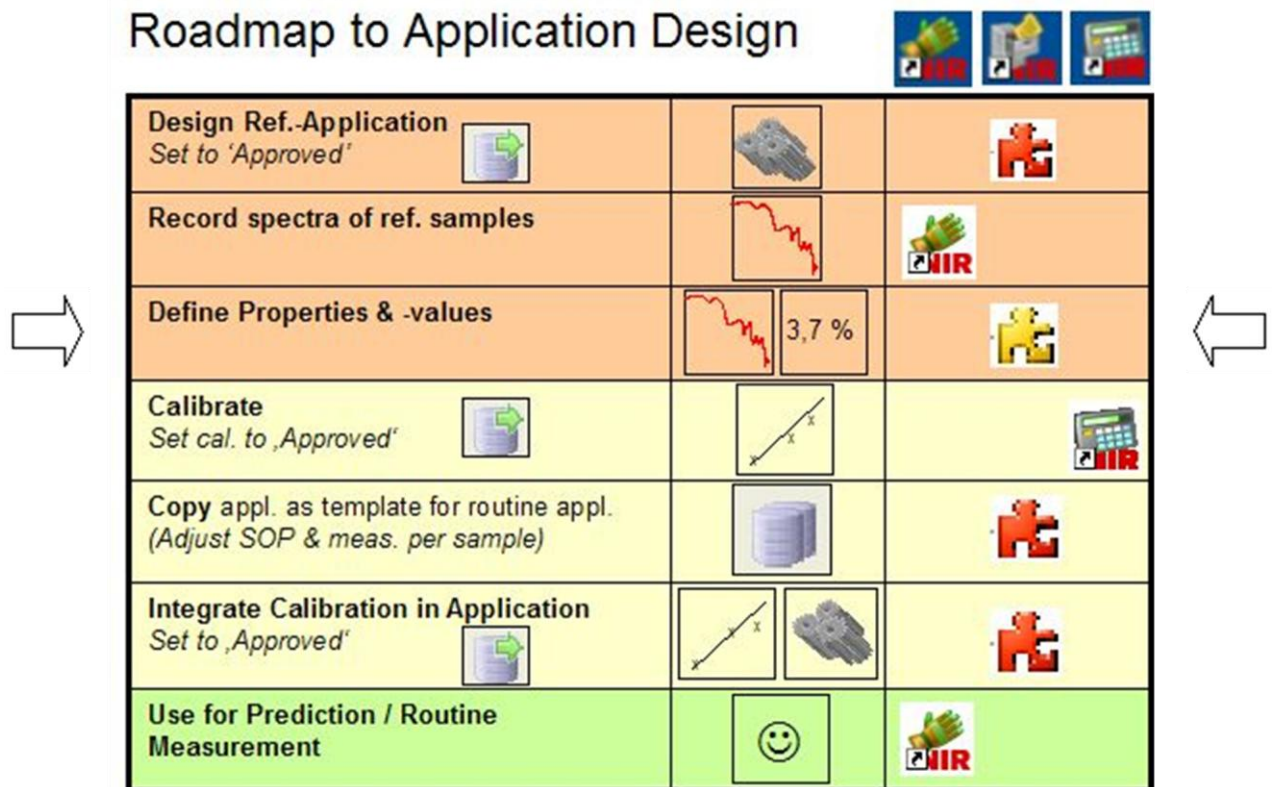 Roadmap to Application Design
NIR
NIR
NIR
Design Ref.-Application
Set to ‘Approved’
Record spectra of ref. samples
NIR
Define Properties & -values
3,7 %
Calibrate
Set cal. to ‚Approved‘
NIR
Copy appl. as template for routine appl.
(Adjust SOP & meas. per sample)
Integrate Calibration in Application
Set to ‚Approved‘
Use for Prediction / Routine
Measurement
NIR